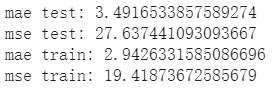 mae test: 3.4916533857589274
mse test: 27.637441093093667
mae train: 2.9426331585086696
mse train: 19.41873672585679